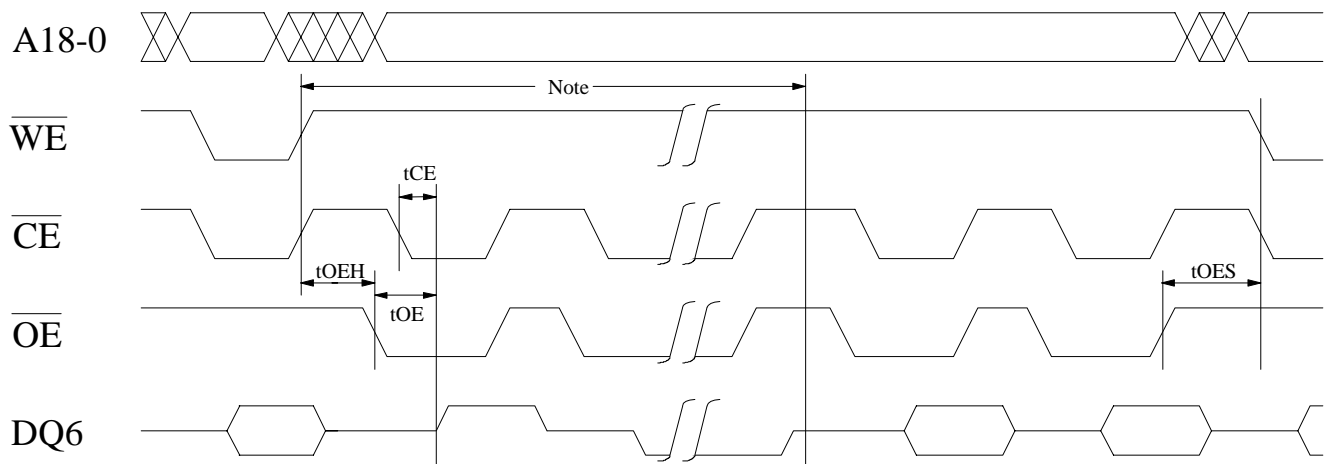 A18-0
Note
WE
tCE
CE
tOEH
tOES
tOE
OE
DQ6